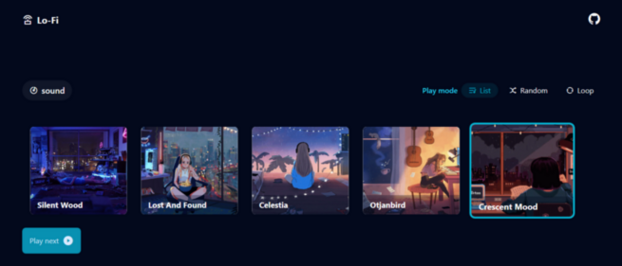 Lo-Fi
sound
Play mode List Random Loop
Silent Wood
Lost And Found
Celestia
Otjanbird
Crescent Mood
Play next